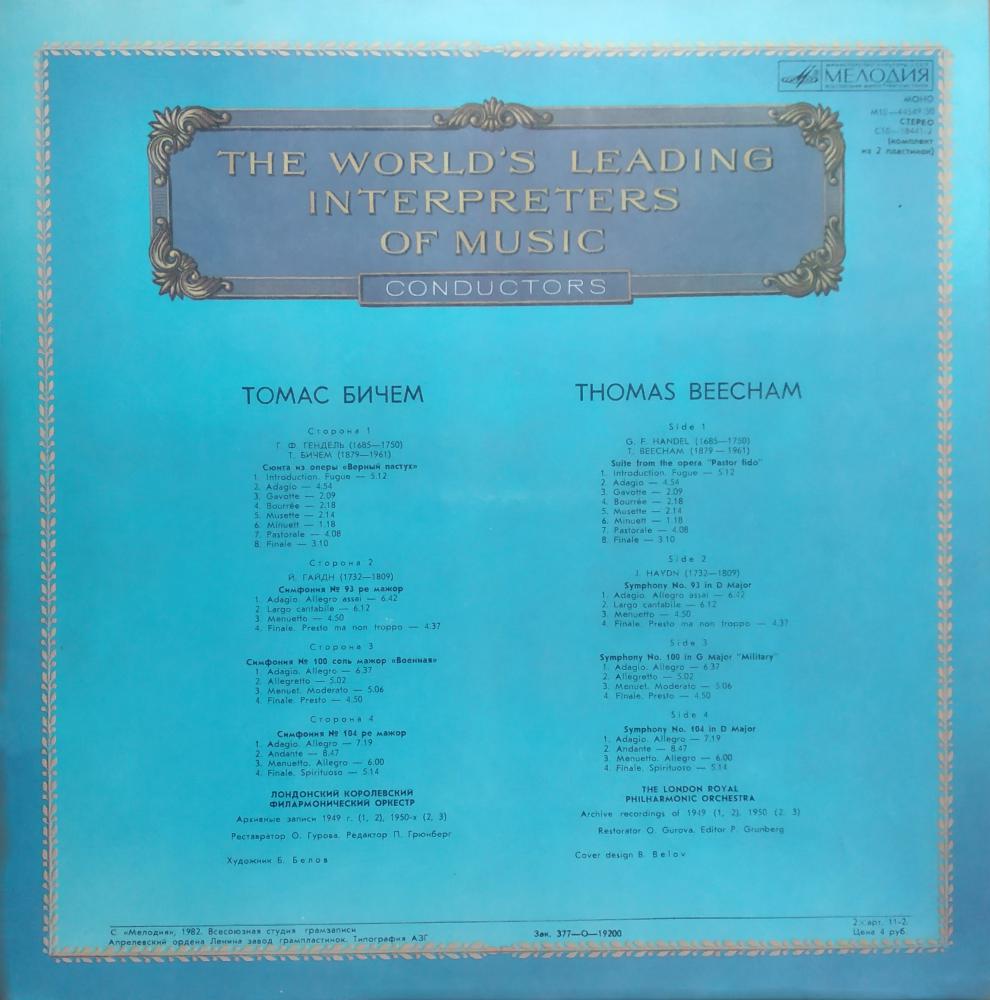 МИНИСТЕРСТВО КУЛЬТУРЫ СССР
МЕЛОДИЯ
МОНО
М10—44549-50
СТЕРЕО
С10—18441-2
(комплект
из 2 пластинок)
THE WORLD'S LEADING
INTERPRETERS
OF MUSIC
CONDUCTORS
ТОМАС БИЧЕМ
Сторона 1
Г. Ф. ГЕНДЕЛЬ (1685—1750)
Т. БИЧЕМ (1879—1961)
Сюита из оперы «Верный пастух»
1. Introduction. Fugue — 5.12
2. Adagio — 4.54
3. Gavotte — 2.09
4. Bourrée — 2.18
5. Musette — 2.14
6. Minuett — 1.18
7. Pastorale — 4.08
8. Finale — 3.10
Сторона 2
Й. ГАЙДН (1732—1809)
Симфония № 93 ре мажор
1. Adagio. Allegro assai — 6.42
2. Largo cantabile — 6.12
3. Menuetto — 4.50
4. Finale. Presto ma non troppo — 4.37
Сторона 3
Симфония № 100 соль мажор «Военная»
1. Adagio. Allegro — 6.37
2. Allegretto — 5.02
3. Menuet. Moderato — 5.06
4. Finale. Presto — 4.50
Сторона 4
Симфония № 104 ре мажор
1. Adagio. Allegro — 7.19
2. Andante — 8.47
3. Menuetto. Allegro — 6.00
4. Finale. Spirituoso — 5.14
ЛОНДОНСКИЙ КОРОЛЕВСКИЙ
ФИЛАРМОНИЧЕСКИЙ ОРКЕСТР
Архивные записи 1949 г. (1, 2), 1950-х (2, 3)
Реставратор О. Гурова. Редактор П. Грюнберг
Художник Б. Белов
THOMAS BEECHAM
Side 1
G. F. HANDEL (1685—1750)
T. BEECHAM (1879—1961)
Suite from the opera "Pastor fido"
1. Introduction. Fugue — 5.12
2. Adagio — 4.54
3. Gavotte — 2.09
4. Bourrée — 2.18
5. Musette — 2.14
6. Minuett — 1.18
7. Pastorale — 4.08
8. Finale — 3.10
Side 2
J. HAYDN (1732—1809)
Symphony No. 93 in D Major
1. Adagio. Allegro assai — 6.42
2. Largo cantabile — 6.12
3. Menuetto — 4.50
4. Finale. Presto ma non troppo — 4.37
Side 3
Symphony No. 100 in G Major "Military"
1. Adagio. Allegro — 6.37
2. Allegretto — 5.02
3. Menuet. Moderato — 5.06
4. Finale. Presto — 4.50
Side 4
Symphony No. 104 in D Major
1. Adagio. Allegro — 7.19
2. Andante — 8.47
3. Menuetto. Allegro — 6.00
4. Finale. Spirituoso — 5.14
THE LONDON ROYAL
PHILHARMONIC ORCHESTRA
Archive recordings of 1949 (1, 2), 1950 (2, 3)
Restorator O. Gurova. Editor P. Grunberg
Cover design B. Belov
С «Мелодия», 1982. Всесоюзная студия грамзаписи
Апрелевский ордена Ленина завод грампластинок. Типография АЗГ
Зак. 377—О—19200
2 карт. 11-2.
Цена 4 руб.